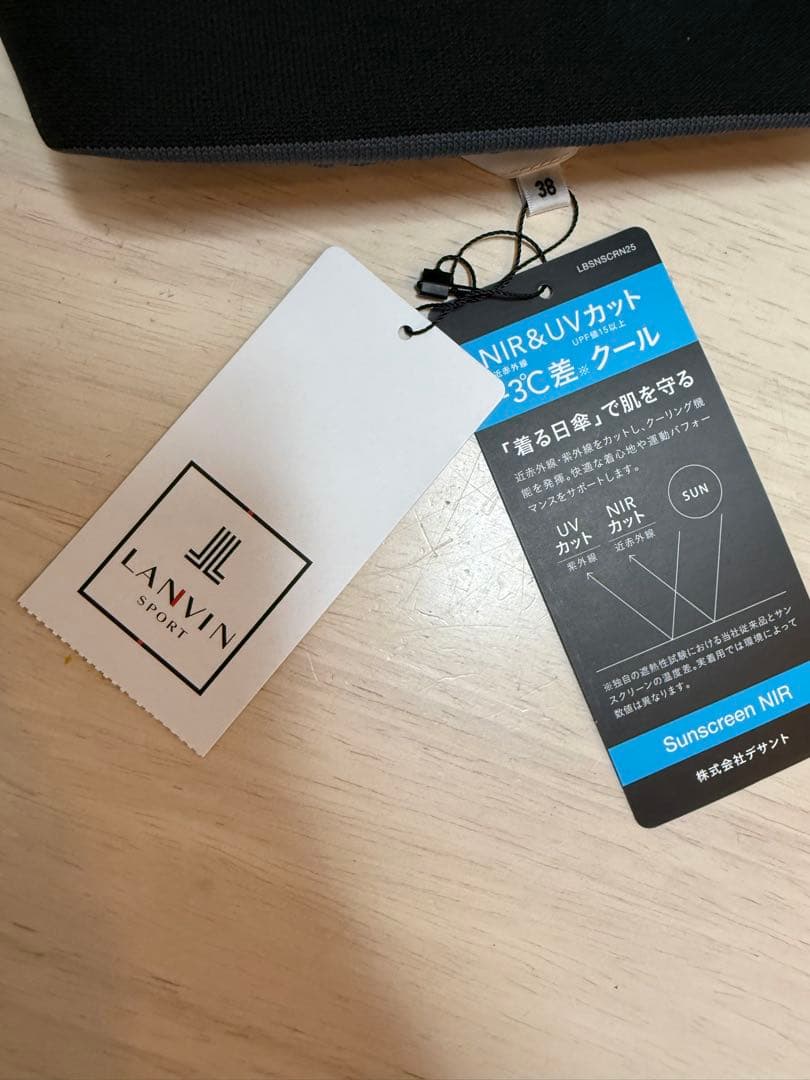 38
LANVIN
SPORT
LBSNSCRN25
NIR&UVカット
近赤外線 UPF値15以上
-3℃差※クール
「着る日傘」で肌を守る
近赤外線・紫外線をカットし、クーリング機
能を発揮。快適な着心地や運動パフォー
マンスをサポートします。
UV
カット
紫外線
NIR
カット
近赤外線
SUN
※独自の遮熱性試験における当社従来品とサン
スクリーンの温度差。実着用では環境によって
数値は異なります。
Sunscreen NIR
株式会社デサント